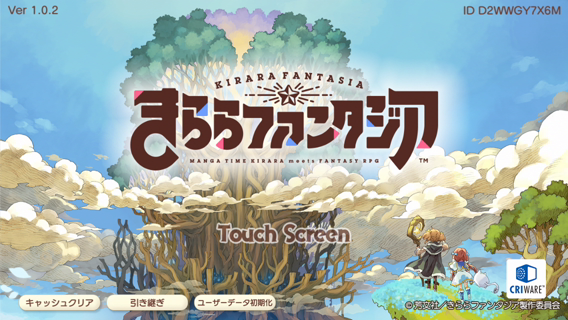 Ver 1.0.2
ID D2WWGY7X6M
KIRARA FANTASIA
きららファンタジア
TM
MANGA TIME KIRARA meets FANTASY RPG
Touch Screen
CRIWARE
キャッシュクリア
引き継ぎ
ユーザーデータ初期化
© 芳文社/きららファンタジア製作委員会